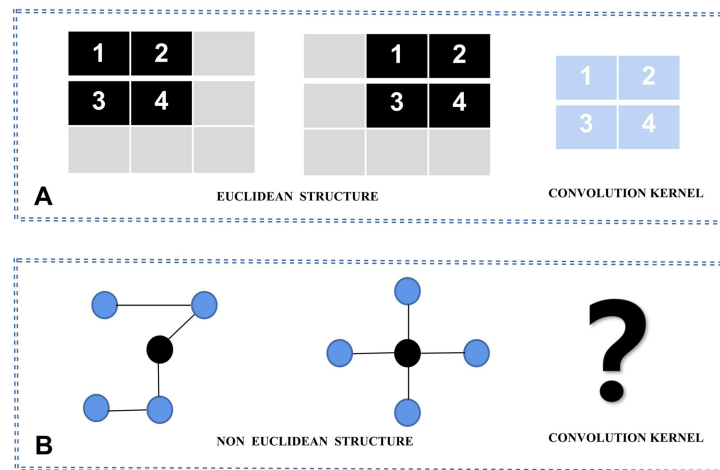 1 2 1 2
3 4 3 4
1 2
3 4
A
EUCLIDEAN STRUCTURE
CONVOLUTION KERNEL
?
B
NON EUCLIDEAN STRUCTURE
CONVOLUTION KERNEL